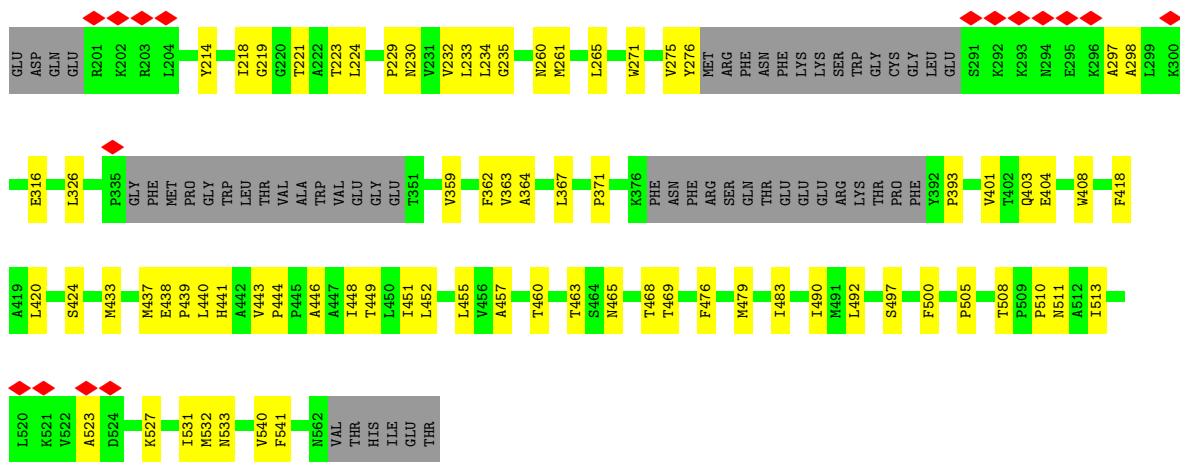 GLU ASP GLN GLU R201 K202 R203 L204 Y214 I218 G219 G220 T221 A222 T223 L224 P229 N230 V231 V232 L233 L234 G235 N260 M261 L265 W271 V275 Y276 MET ARG PHE ASN PHE LYS LYS SER TRP GLY CYS GLY LEU GLU S291 K292 K293 N294 E295 K296 A297 A298 L299 K300
E316 L326 P335 GLY PHE MET PRO GLY TRP LEU THR VAL ALA TRP VAL GLU GLY GLU T351 V359 F362 V363 A364 L367 P371 K376 PHE ASN PHE ARG SER GLN THR GLU GLU GLU ARG LYS THR PRO PHE Y392 P393 V401 T402 Q403 E404 W408 F418
A419 L420 S424 M433 M437 E438 P439 L440 H441 A442 V443 P444 P445 A446 A447 I448 T449 L450 I451 L452 L455 V456 A457 T460 T463 S464 N465 T468 T469 F476 M479 I483 I490 M491 L492 S497 F500 P505 T508 P509 P510 N511 A512 I513
L520 K521 V522 A523 D524 K527 I531 M532 N533 V540 F541 N562 VAL THR HIS ILE GLU THR